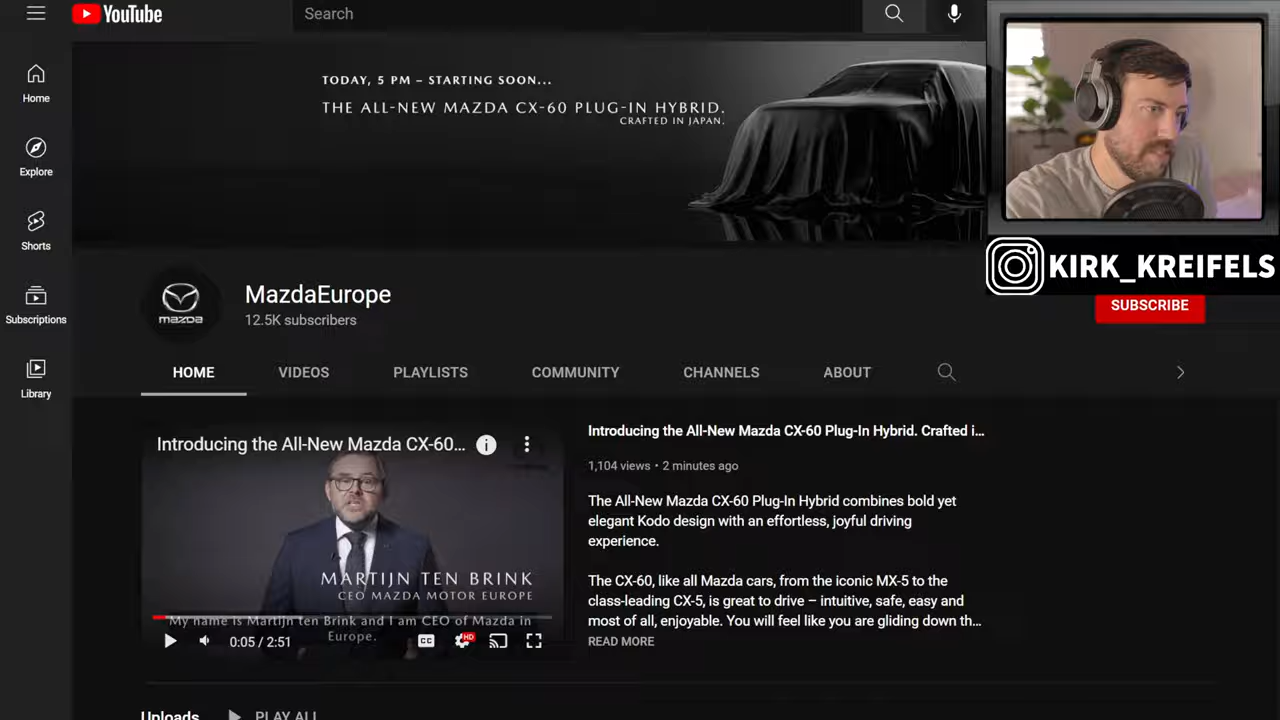 YouTube
Search
TODAY, 5 PM – STARTING SOON...
THE ALL-NEW MAZDA CX-60 PLUG-IN HYBRID.
CRAFTED IN JAPAN.
Home
Explore
Shorts
Subscriptions
Library
KIRK_KREIFELS
mazda
MazdaEurope
12.5K subscribers
SUBSCRIBE
HOME VIDEOS PLAYLISTS COMMUNITY CHANNELS ABOUT
Introducing the All-New Mazda CX-60...
MARTIJN TEN BRINK
CEO MAZDA MOTOR EUROPE
My name is Martijn ten Brink and I am CEO of Mazda in
Europe.
0:05 / 2:51
CC
HD
Introducing the All-New Mazda CX-60 Plug-In Hybrid. Crafted i...
1,104 views • 2 minutes ago
The All-New Mazda CX-60 Plug-In Hybrid combines bold yet
elegant Kodo design with an effortless, joyful driving
experience.
The CX-60, like all Mazda cars, from the iconic MX-5 to the
class-leading CX-5, is great to drive – intuitive, safe, easy and
most of all, enjoyable. You will feel like you are gliding down th...
READ MORE
Uploads PLAY ALL